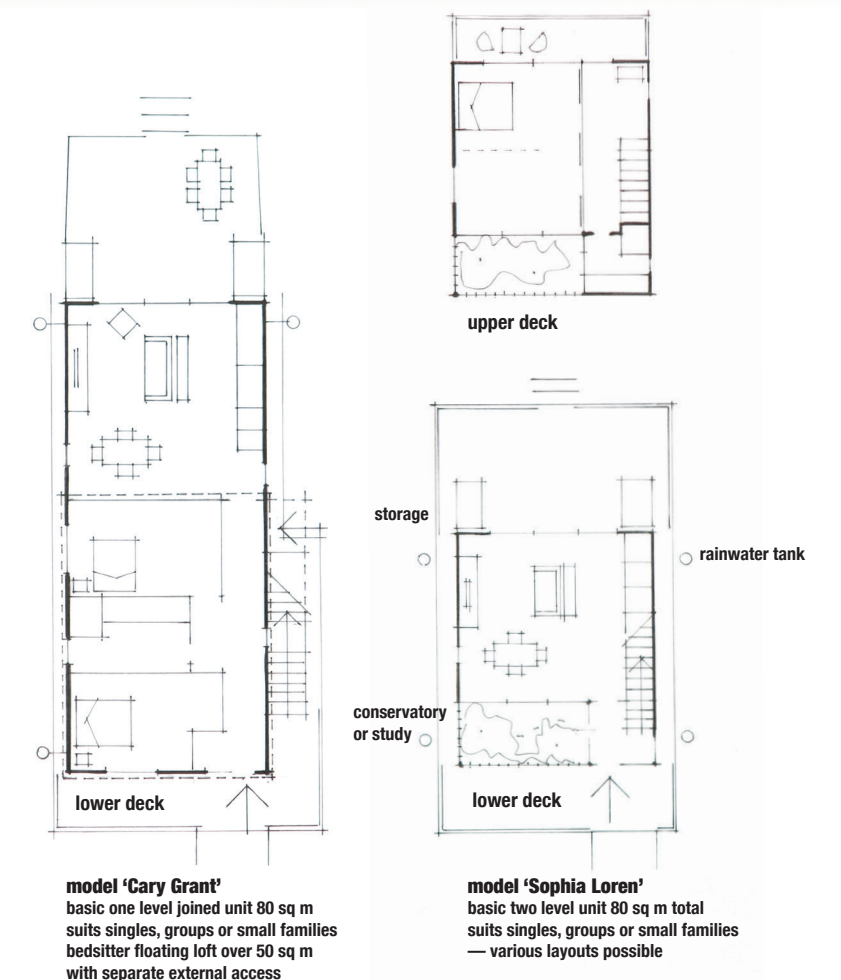 upper deck
storage
rainwater tank
conservatory
or study
lower deck
lower deck
model ‘Cary Grant’
basic one level joined unit 80 sq m
suits singles, groups or small families
bedsitter floating loft over 50 sq m
with separate external access
model ‘Sophia Loren’
basic two level unit 80 sq m total
suits singles, groups or small families
— various layouts possible